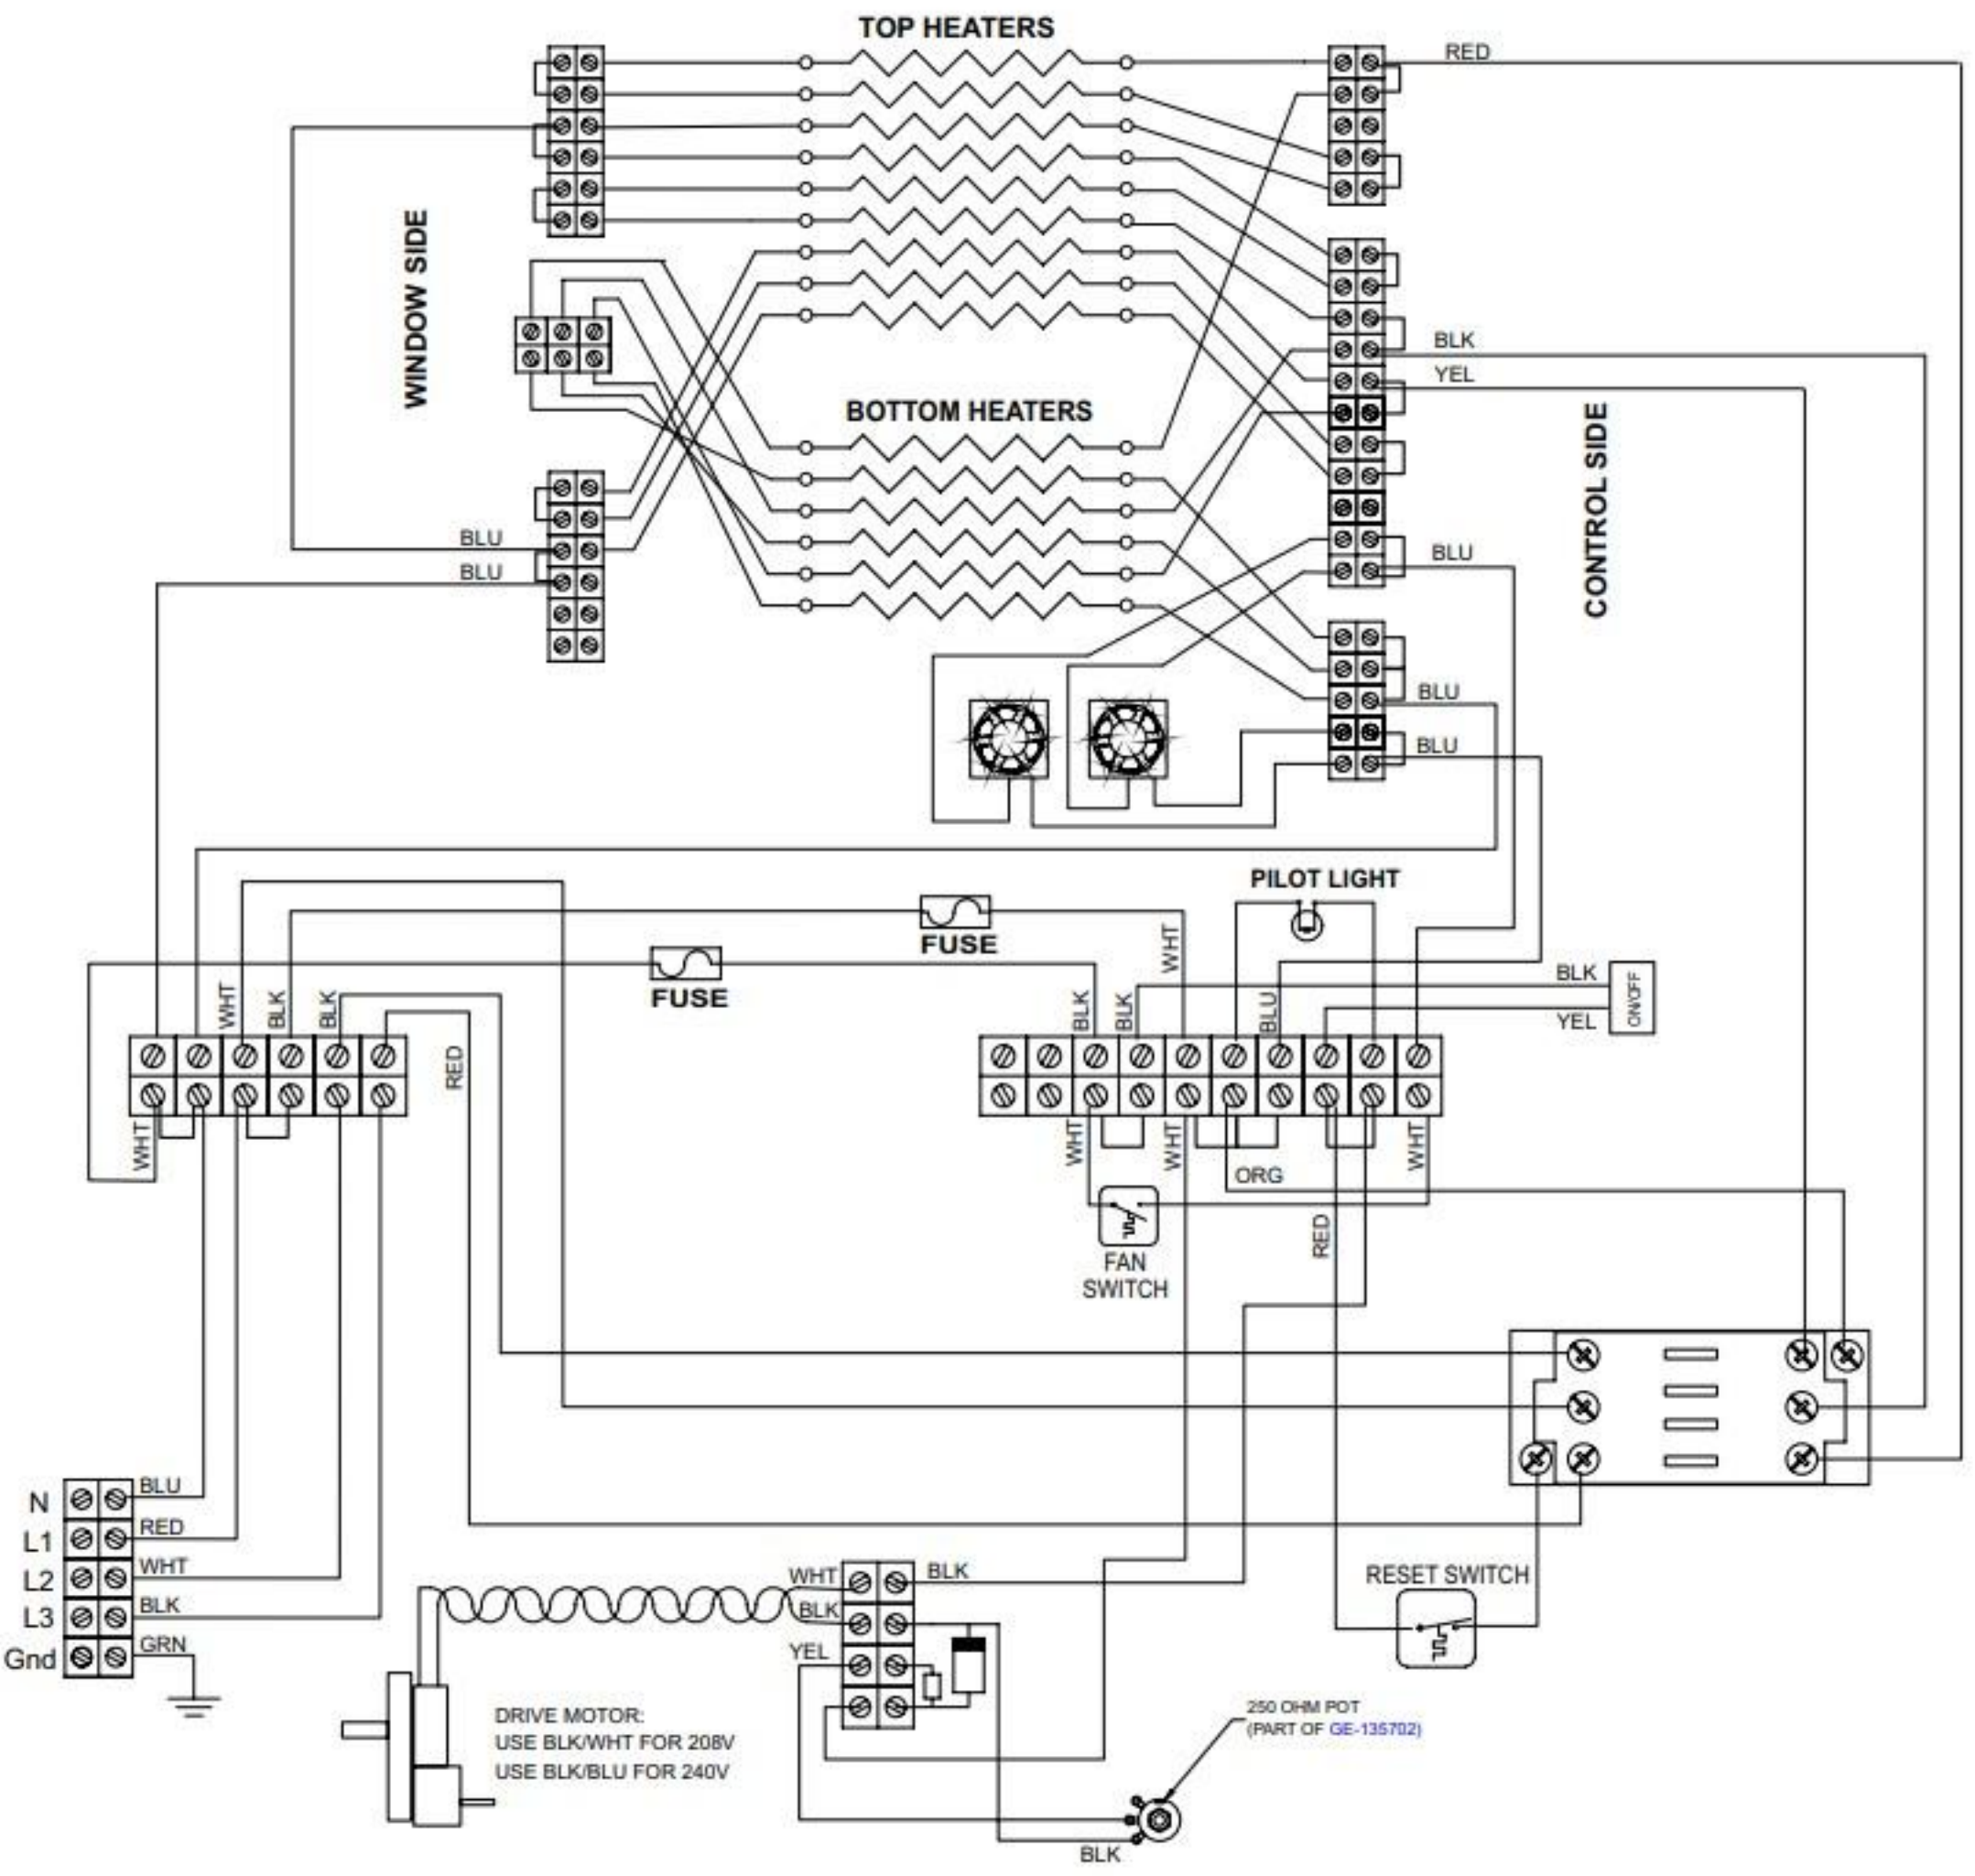 TOP HEATERS
RED
WINDOW SIDE
BLK
YEL
BOTTOM HEATERS
CONTROL SIDE
BLU
BLU
BLU
BLU
BLU
PILOT LIGHT
FUSE
FUSE
WHT
BLK
ON/OFF
YEL
WHT
BLK
BLK
RED
BLK
BLK
BLU
WHT
WHT
WHT
WHT
ORG
RED
FAN
SWITCH
N
BLU
L1
RED
L2
WHT
L3
BLK
Gnd
GRN
WHT
BLK
BLK
YEL
RESET SWITCH
DRIVE MOTOR:
USE BLK/WHT FOR 208V
USE BLK/BLU FOR 240V
250 OHM POT
(PART OF GE-135702)
BLK